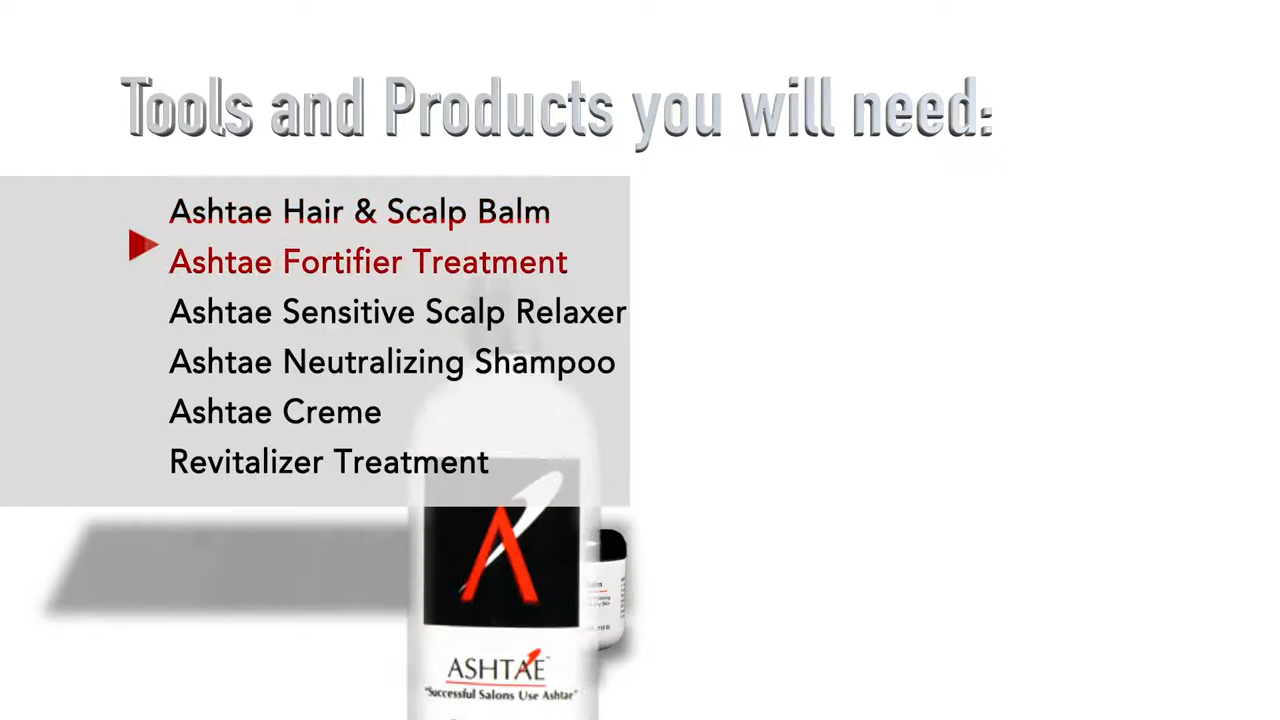 Tools and Products you will need:
Ashtae Hair & Scalp Balm
Ashtae Fortifier Treatment
Ashtae Sensitive Scalp Relaxer
Ashtae Neutralizing Shampoo
Ashtae Creme
Revitalizer Treatment
ASHTAE™
"Successful Salons Use Ashtae"